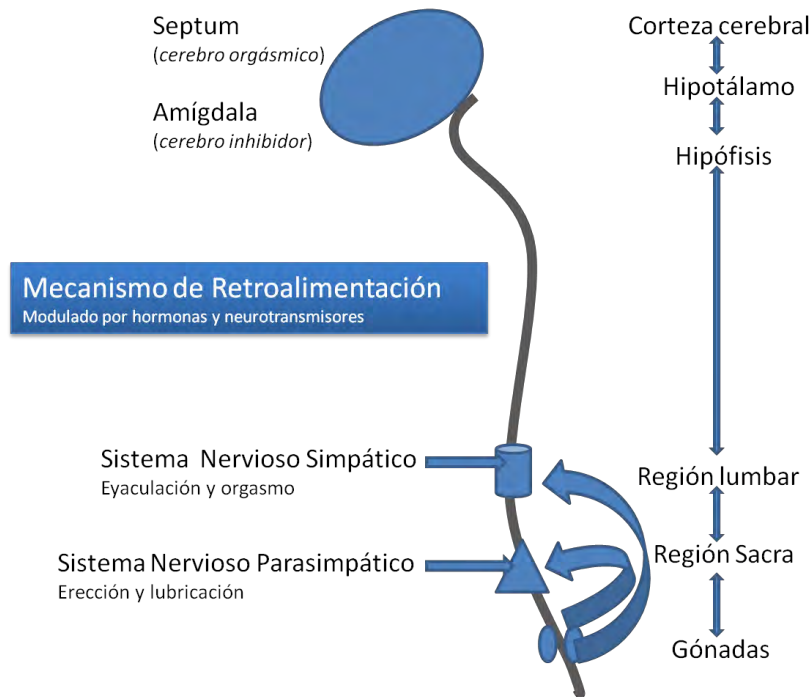 Septum
(cerebro orgásmico)
Amígdala
(cerebro inhibidor)
Corteza cerebral
Hipotálamo
Hipófisis
Mecanismo de Retroalimentación
Modulado por hormonas y neurotransmisores
Sistema Nervioso Simpático
Eyaculación y orgasmo
Sistema Nervioso Parasimpático
Erección y lubricación
Región lumbar
Región Sacra
Gónadas